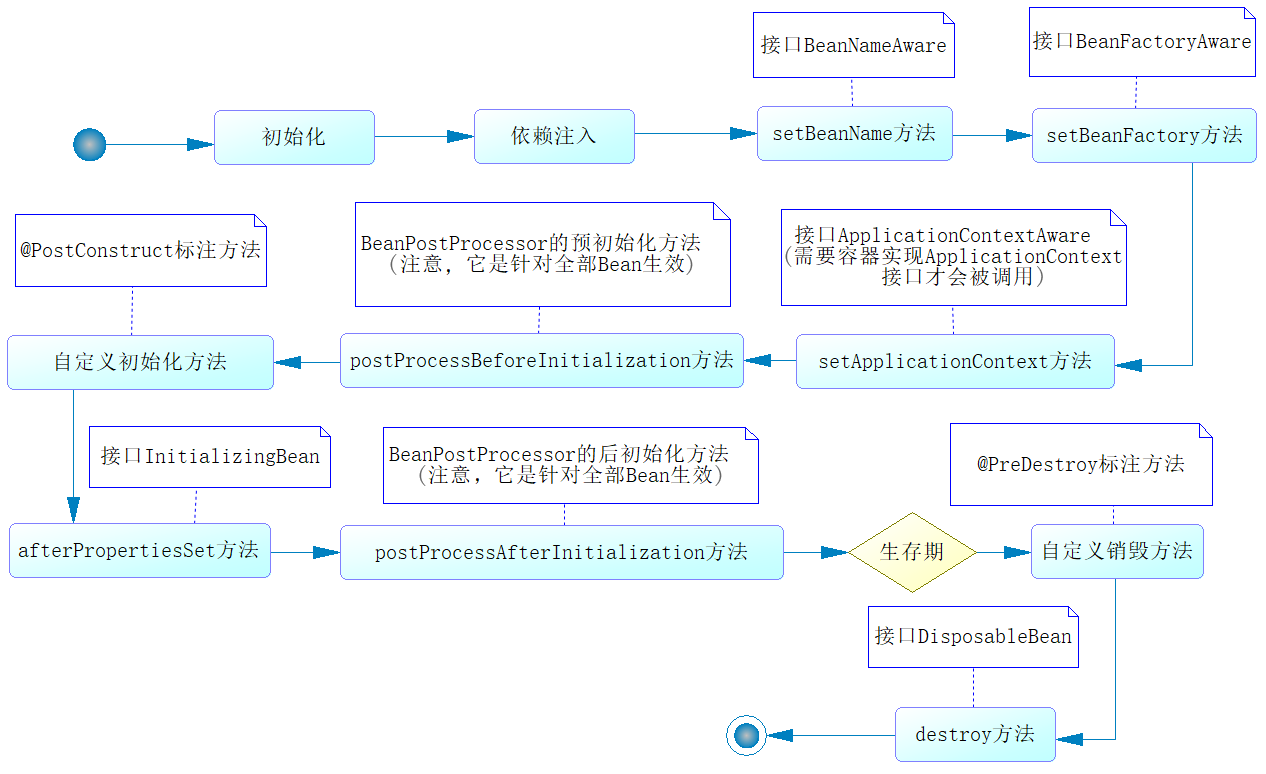 接口BeanNameAware
接口BeanFactoryAware
初始化
依赖注入
setBeanName方法
setBeanFactory方法
@PostConstruct标注方法
BeanPostProcessor的预初始化方法
(注意，它是针对全部Bean生效)
接口ApplicationContextAware
(需要容器实现ApplicationContext
接口才会被调用)
自定义初始化方法
postProcessBeforeInitialization方法
setApplicationContext方法
接口InitializingBean
BeanPostProcessor的后初始化方法
(注意，它是针对全部Bean生效)
@PreDestroy标注方法
afterPropertiesSet方法
postProcessAfterInitialization方法
生存期
自定义销毁方法
接口DisposableBean
destroy方法